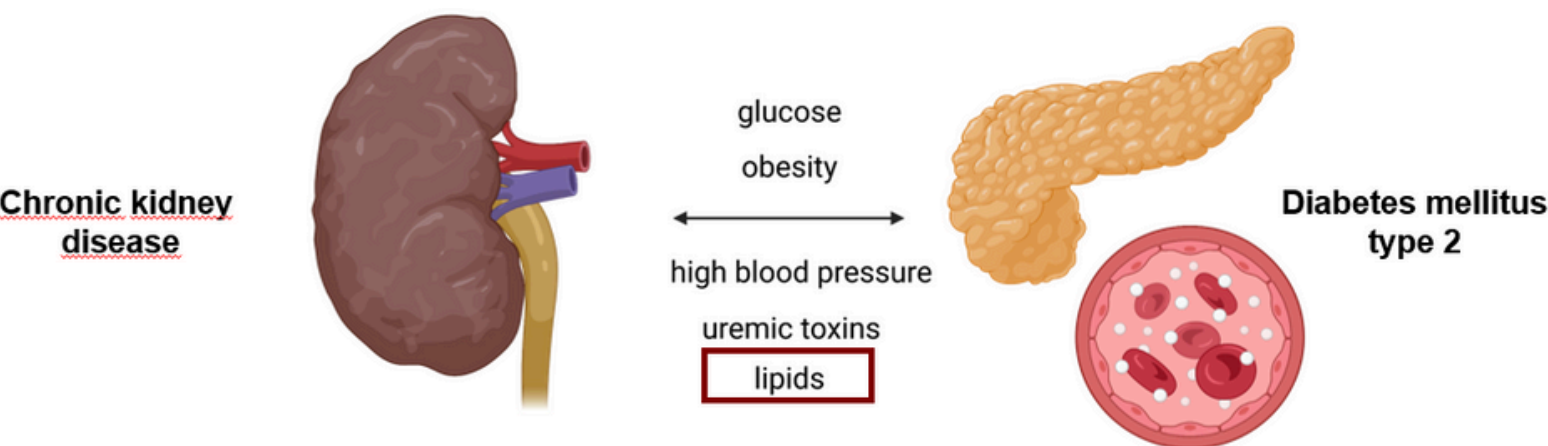 Chronic kidney
disease
glucose
obesity
high blood pressure
uremic toxins
lipids
Diabetes mellitus
type 2